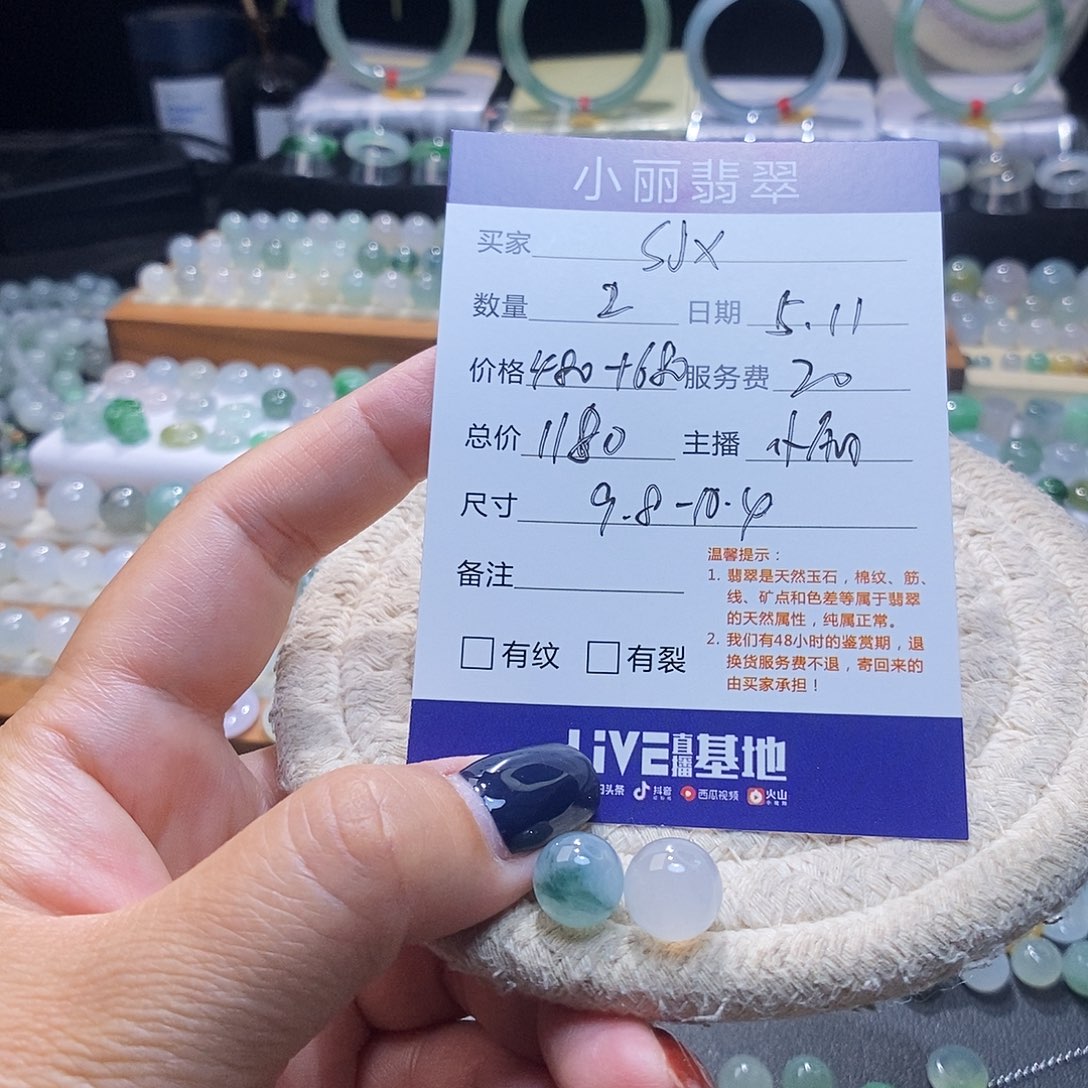 小丽翡翠
买家 SJX
数量 2 日期 5.11
价格 480+680 服务费 20
总价 1180 主播
尺寸 9.8-10.4
备注
温馨提示：
1. 翡翠是天然玉石，棉纹、筋、
线、矿点和色差等属于翡翠
的天然属性，纯属正常。
2. 我们有48小时的鉴赏期，退
换货服务费不退，寄回来的
由买家承担！
有纹 有裂
LiVE直播基地
头条 抖音 西瓜视频 火山